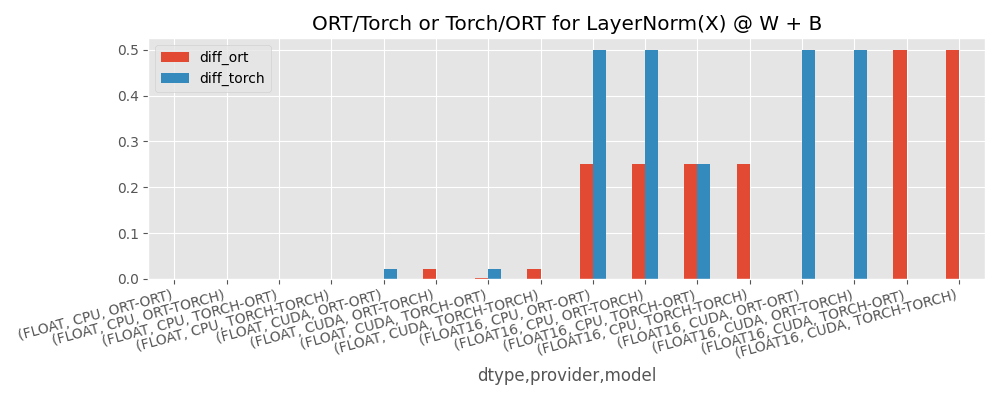 ORT/Torch or Torch/ORT for LayerNorm(X) @ W + B
diff_ort
diff_torch
0.5
0.4
0.3
0.2
0.1
0.0
(FLOAT, CPU, ORT-ORT)
(FLOAT, CPU, ORT-TORCH)
(FLOAT, CPU, TORCH-ORT)
(FLOAT, CPU, TORCH-TORCH)
(FLOAT, CUDA, ORT-ORT)
(FLOAT, CUDA, ORT-TORCH)
(FLOAT, CUDA, TORCH-ORT)
(FLOAT, CUDA, TORCH-TORCH)
(FLOAT16, CPU, ORT-ORT)
(FLOAT16, CPU, ORT-TORCH)
(FLOAT16, CPU, TORCH-ORT)
(FLOAT16, CPU, TORCH-TORCH)
(FLOAT16, CUDA, ORT-ORT)
(FLOAT16, CUDA, ORT-TORCH)
(FLOAT16, CUDA, TORCH-ORT)
(FLOAT16, CUDA, TORCH-TORCH)
dtype,provider,model